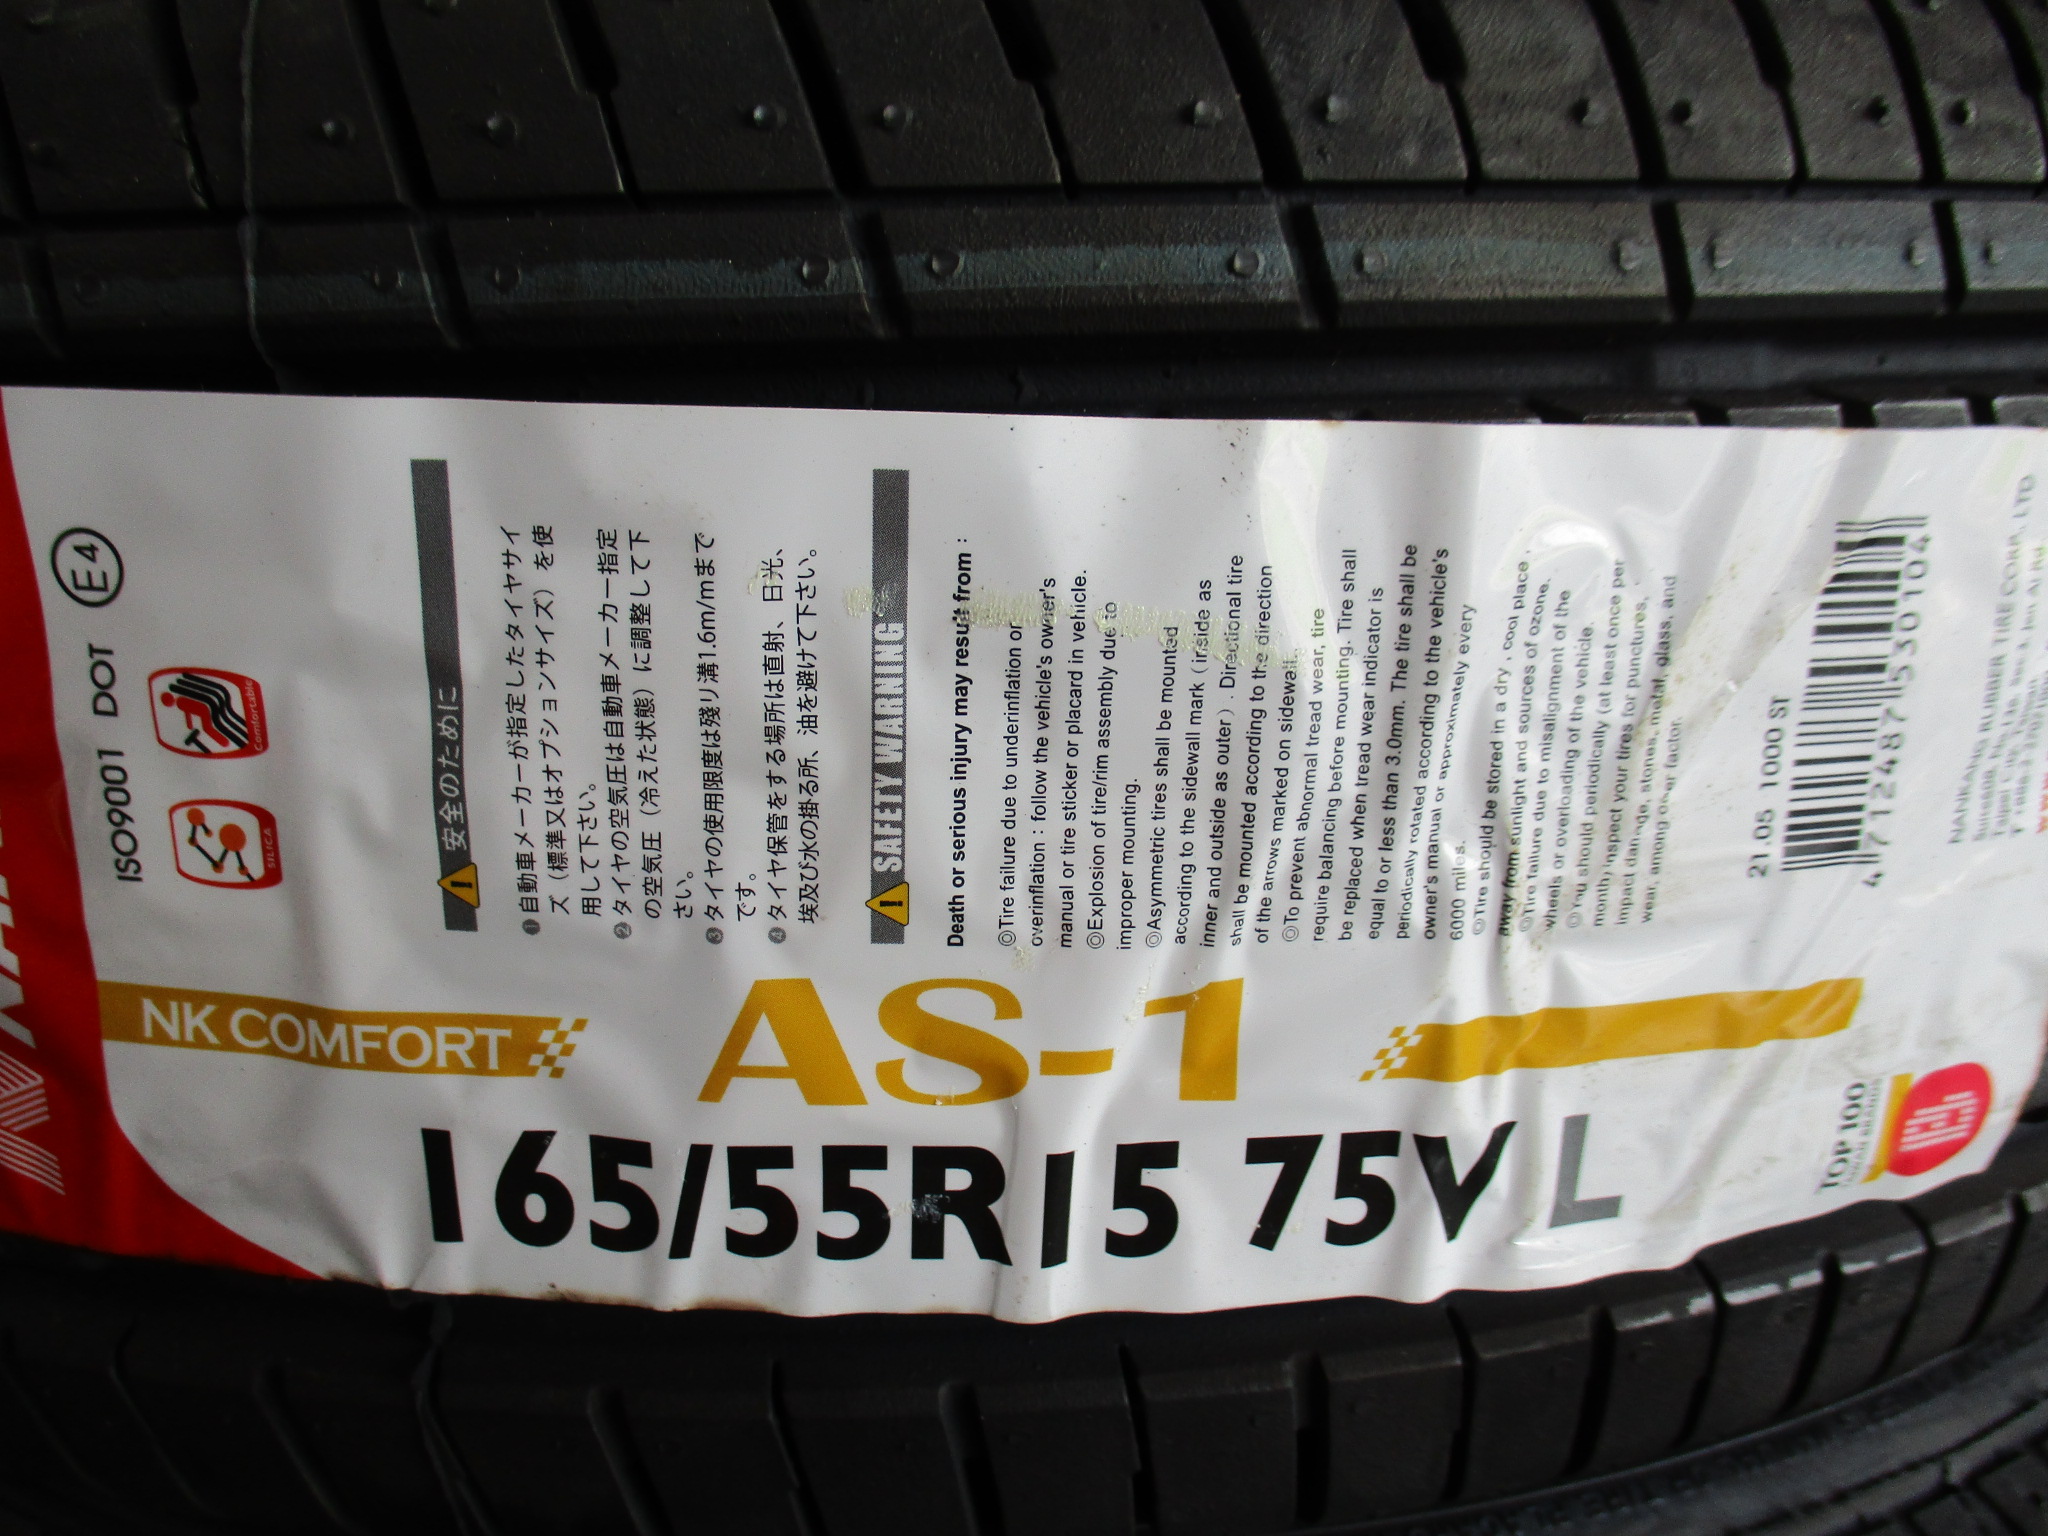 ISO9001 DOT E4
SILICA
Comfortable
安全のために
❶自動車メーカーが指定したタイヤサイ
ズ（標準又はオプションサイズ）を使
用して下さい。
❷タイヤの空気圧は自動車メーカー指定
の空気圧（冷えた状態）に調整して下
さい。
❸タイヤの使用限度は残り溝1.6m/mまで
です。
❹タイヤ保管をする場所は直射、日光、
埃及び水の掛る所、油を避けて下さい。
SAFETY WARNING
Death or serious injury may result from :
◎Tire failure due to underinflation or
overinflation : follow the vehicle's owner's
manual or tire sticker or placard in vehicle.
◎Explosion of tire/rim assembly due to
improper mounting.
◎Asymmetric tires shall be mounted
according to the sidewall mark ( inside as
inner and outside as outer ) . Directional tire
shall be mounted according to the direction
of the arrows marked on sidewall.
◎To prevent abnormal tread wear, tire
require balancing before mounting. Tire shall
be replaced when tread wear indicator is
equal to or less than 3.0mm. The tire shall be
periodically rotated according to the vehicle's
owner's manual or approximately every
6000 miles.
◎Tire should be stored in a dry , cool place ,
away from sunlight and sources of ozone.
◎Tire failure due to misalignment of the
wheels or overloading of the vehicle.
◎You should periodically (at least once per
month) inspect your tires for punctures,
impact damage, stones, metal, glass, and
wear, among other factor.
21.05 1000 ST
4 712487 530104
NANKANG RUBBER TIRE CORP., LTD
NK COMFORT
AS-1
165/55R15 75V L
TOP 100